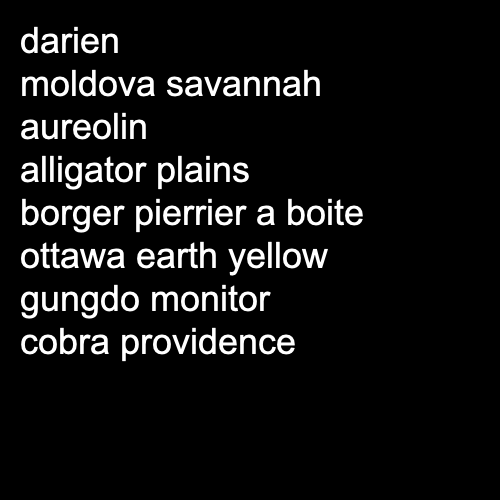 darien
moldova savannah
aureolin
alligator plains
borger pierrier a boite
ottawa earth yellow
gungdo monitor
cobra providence